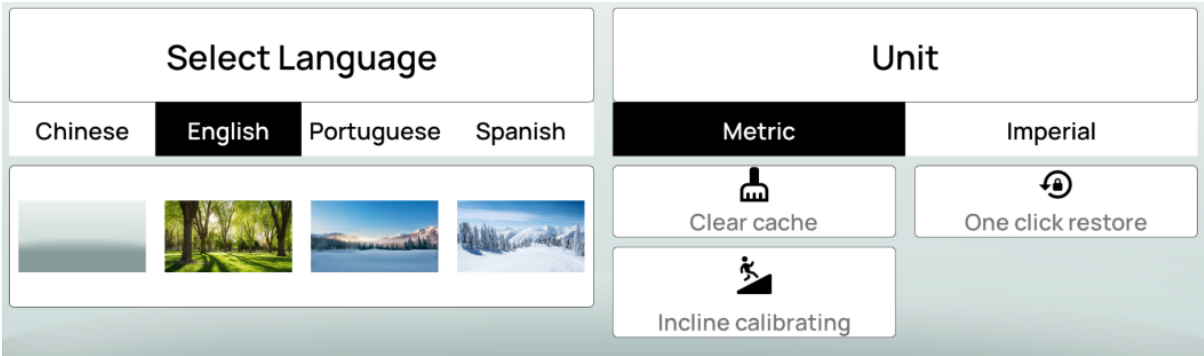 Select Language
Chinese English Portuguese Spanish
Unit
Metric Imperial
Clear cache
One click restore
Incline calibrating